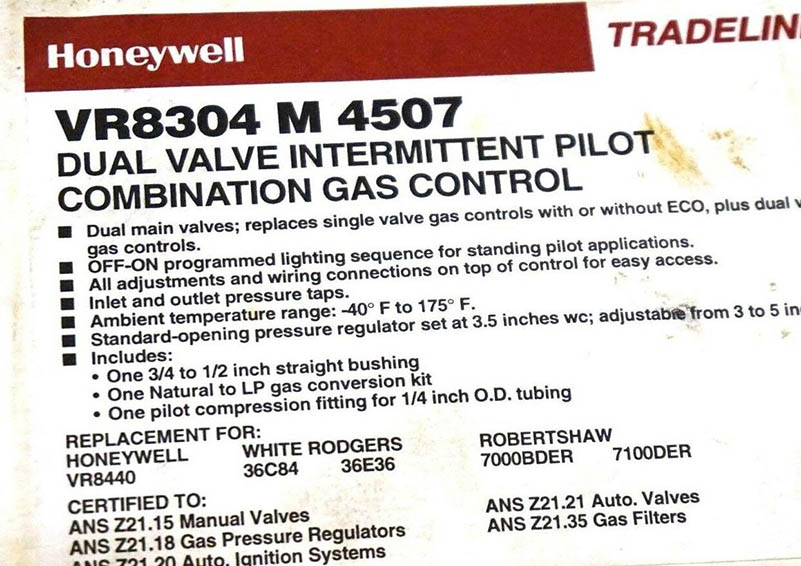 Honeywell
TRADELIN
VR8304 M 4507
DUAL VALVE INTERMITTENT PILOT
COMBINATION GAS CONTROL
■ Dual main valves; replaces single valve gas controls with or without ECO, plus dual v
gas controls.
■ OFF-ON programmed lighting sequence for standing pilot applications.
■ All adjustments and wiring connections on top of control for easy access.
■ Inlet and outlet pressure taps.
■ Ambient temperature range: -40° F to 175° F.
■ Standard-opening pressure regulator set at 3.5 inches wc; adjustable from 3 to 5 in
■ Includes:
• One 3/4 to 1/2 inch straight bushing
• One Natural to LP gas conversion kit
• One pilot compression fitting for 1/4 inch O.D. tubing
REPLACEMENT FOR:
HONEYWELL WHITE RODGERS ROBERTSHAW
VR8440 36C84 36E36 7000BDER 7100DER
CERTIFIED TO:
ANS Z21.15 Manual Valves ANS Z21.21 Auto. Valves
ANS Z21.18 Gas Pressure Regulators ANS Z21.35 Gas Filters
ANS Z21.20 Auto. Ignition Systems